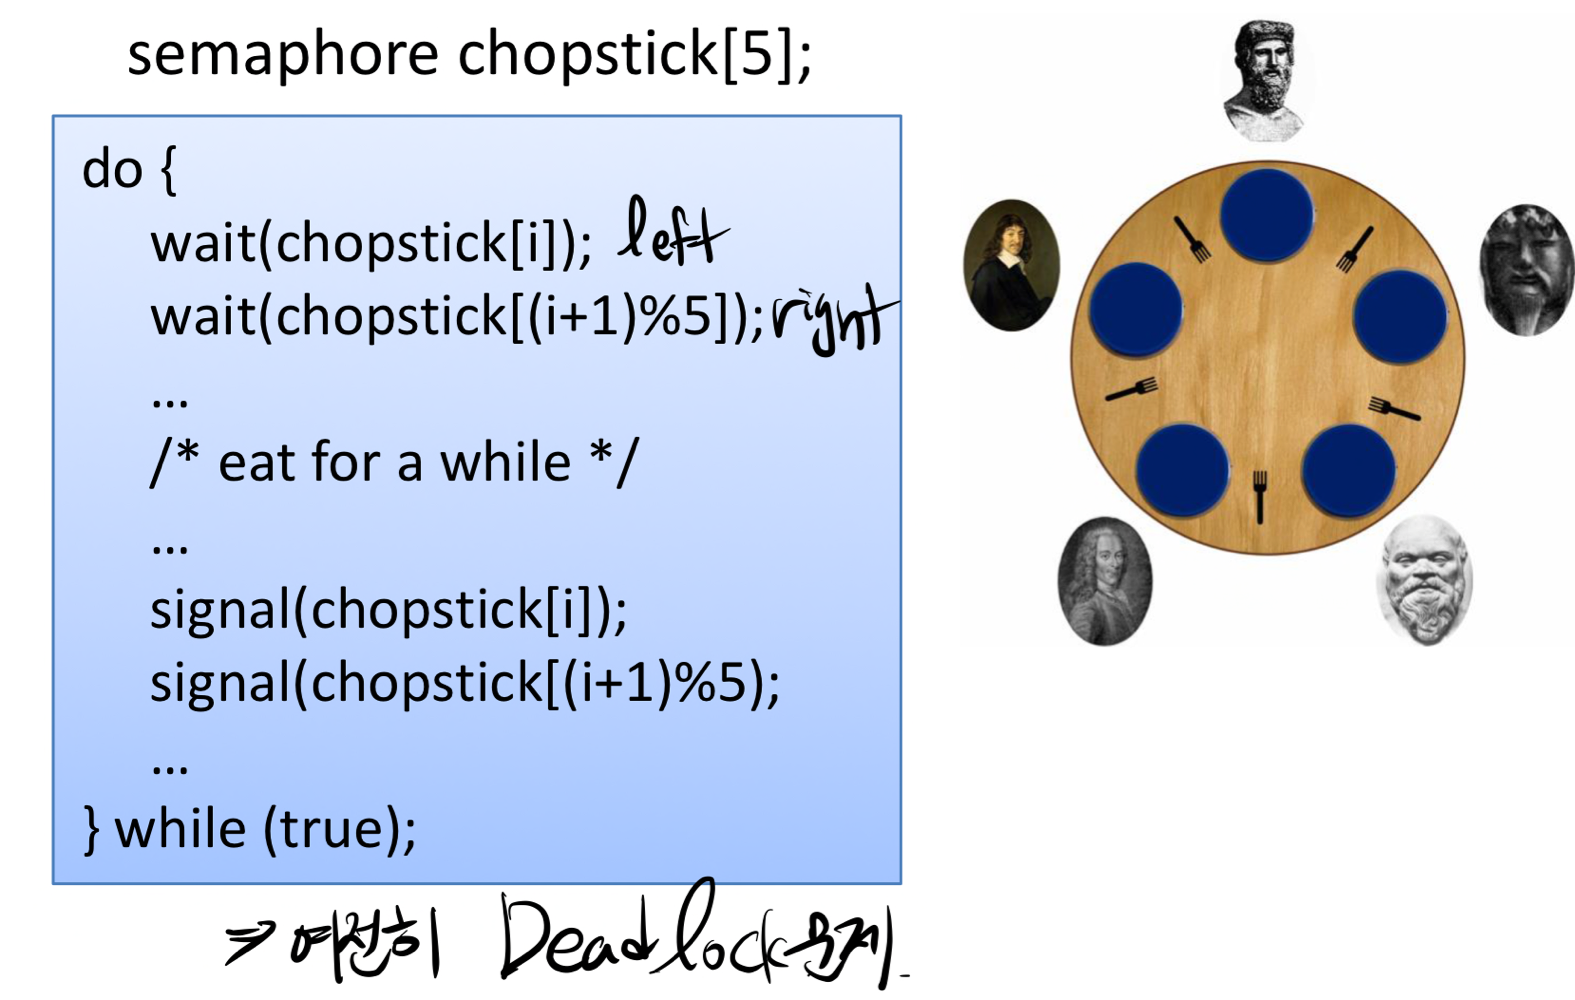 semaphore chopstick[5];
do {
wait(chopstick[i]); left
wait(chopstick[(i+1)%5]); right
...
/* eat for a while */
...
signal(chopstick[i]);
signal(chopstick[(i+1)%5);
...
} while (true);
⇒ 여전히 Deadlock 문제.